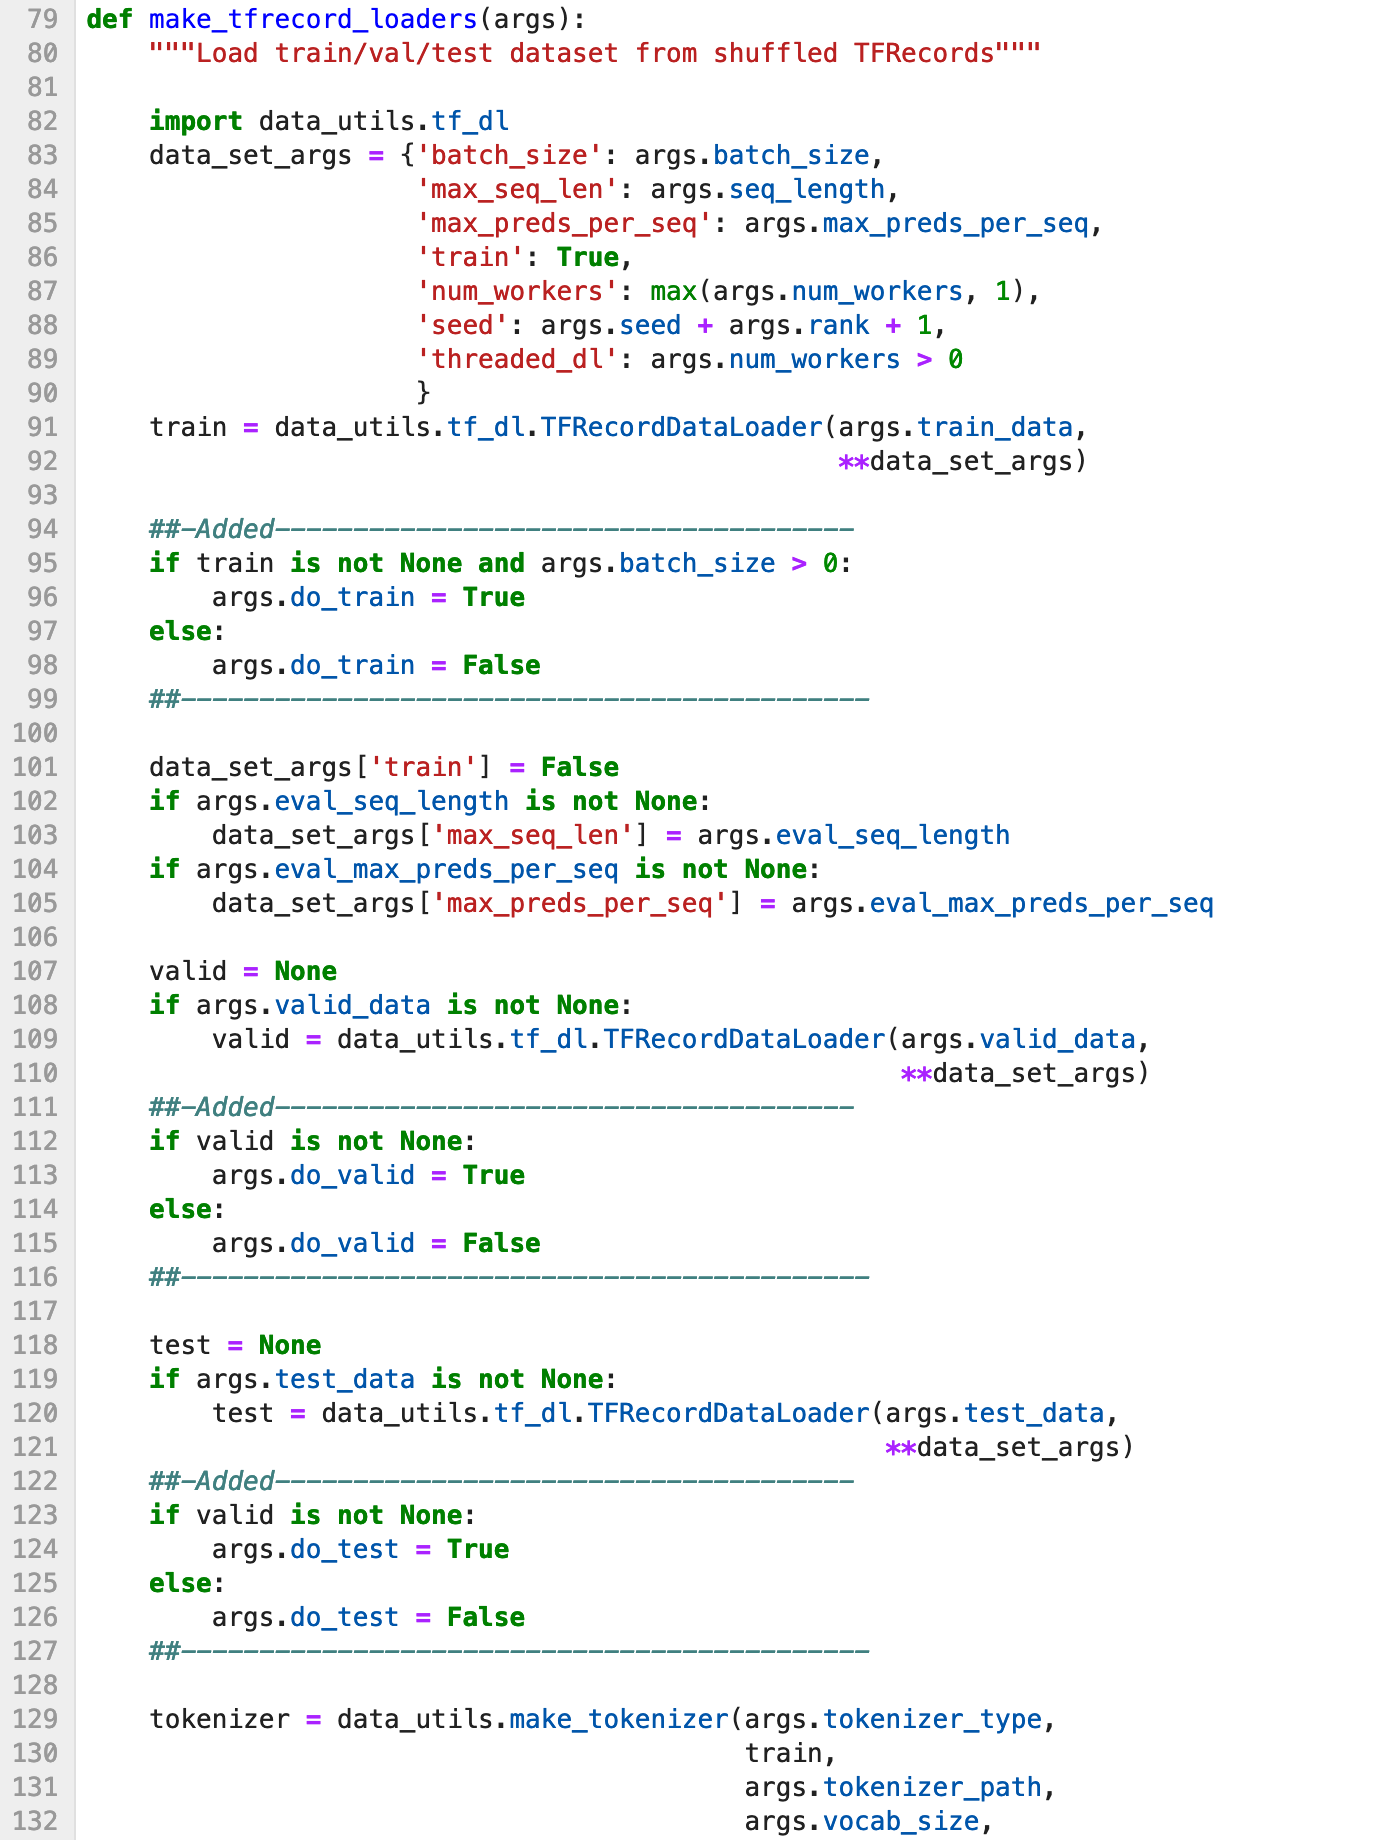 79 def make_tfrecord_loaders(args):
80     """Load train/val/test dataset from shuffled TFRecords"""
81
82     import data_utils.tf_dl
83     data_set_args = {'batch_size': args.batch_size,
84                      'max_seq_len': args.seq_length,
85                      'max_preds_per_seq': args.max_preds_per_seq,
86                      'train': True,
87                      'num_workers': max(args.num_workers, 1),
88                      'seed': args.seed + args.rank + 1,
89                      'threaded_dl': args.num_workers > 0
90                      }
91     train = data_utils.tf_dl.TFRecordDataLoader(args.train_data,
92                                                 **data_set_args)
93
94     ##-Added-------------------------------------
95     if train is not None and args.batch_size > 0:
96         args.do_train = True
97     else:
98         args.do_train = False
99     ##--------------------------------------------
100
101     data_set_args['train'] = False
102     if args.eval_seq_length is not None:
103         data_set_args['max_seq_len'] = args.eval_seq_length
104     if args.eval_max_preds_per_seq is not None:
105         data_set_args['max_preds_per_seq'] = args.eval_max_preds_per_seq
106
107     valid = None
108     if args.valid_data is not None:
109         valid = data_utils.tf_dl.TFRecordDataLoader(args.valid_data,
110                                                     **data_set_args)
111     ##-Added-------------------------------------
112     if valid is not None:
113         args.do_valid = True
114     else:
115         args.do_valid = False
116     ##--------------------------------------------
117
118     test = None
119     if args.test_data is not None:
120         test = data_utils.tf_dl.TFRecordDataLoader(args.test_data,
121                                                    **data_set_args)
122     ##-Added-------------------------------------
123     if valid is not None:
124         args.do_test = True
125     else:
126         args.do_test = False
127     ##--------------------------------------------
128
129     tokenizer = data_utils.make_tokenizer(args.tokenizer_type,
130                                           train,
131                                           args.tokenizer_path,
132                                           args.vocab_size,